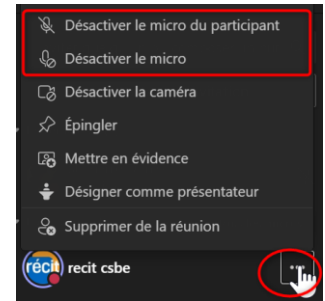 Désactiver le micro du participant
Désactiver le micro
Désactiver la caméra
Épingler
Mettre en évidence
Désigner comme présentateur
Supprimer de la réunion
récit recit csbe